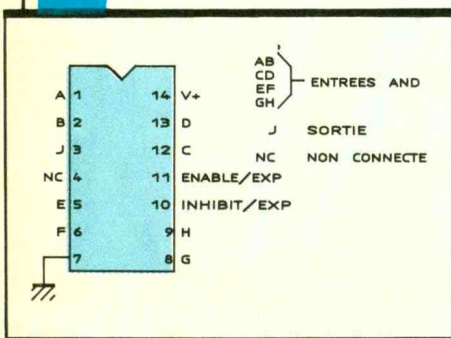 A 1 14 V+
B 2 13 D
J 3 12 C
NC 4 11 ENABLE/EXP
E 5 10 INHIBIT/EXP
F 6 9 H
7 8 G
AB
CD
EF
GH
ENTREES AND
J SORTIE
NC NON CONNECTE